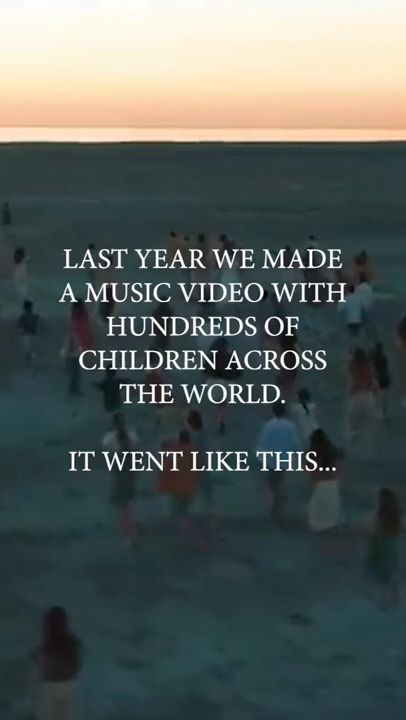 LAST YEAR WE MADE
A MUSIC VIDEO WITH
HUNDREDS OF
CHILDREN ACROSS
THE WORLD.
IT WENT LIKE THIS...